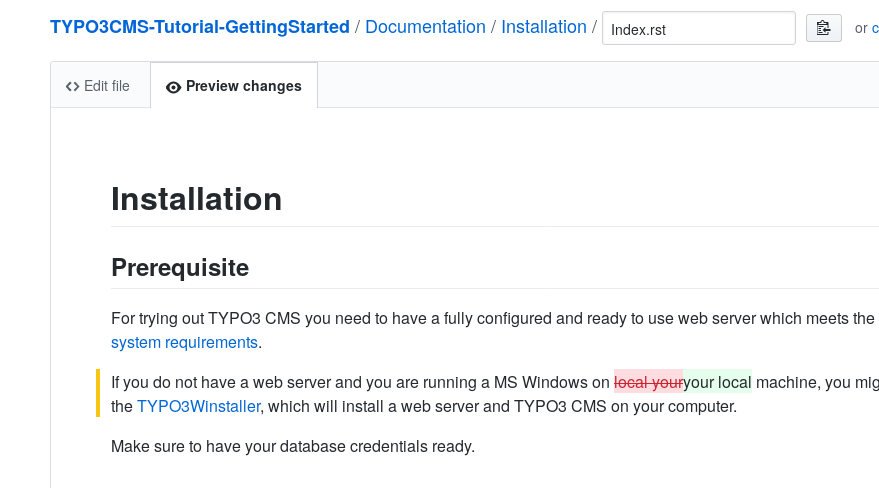 TYPO3CMS-Tutorial-GettingStarted / Documentation / Installation / Index.rst or
Edit file Preview changes
Installation
Prerequisite
For trying out TYPO3 CMS you need to have a fully configured and ready to use web server which meets the
system requirements.
If you do not have a web server and you are running a MS Windows on local youryour local machine, you
the TYPO3Winstaller, which will install a web server and TYPO3 CMS on your computer.
Make sure to have your database credentials ready.